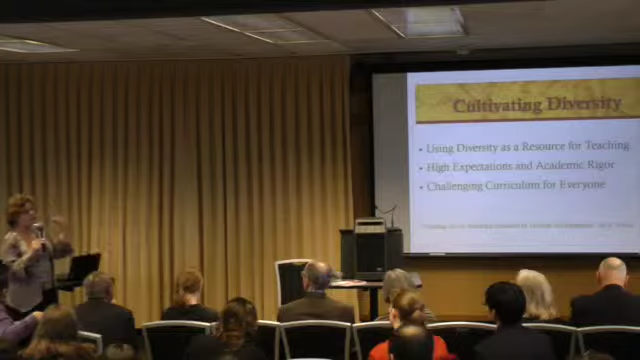 Cultivating Diversity
• Using Diversity as a Resource for Teaching
• High Expectations and Academic Rigor
• Challenging Curriculum for Everyone